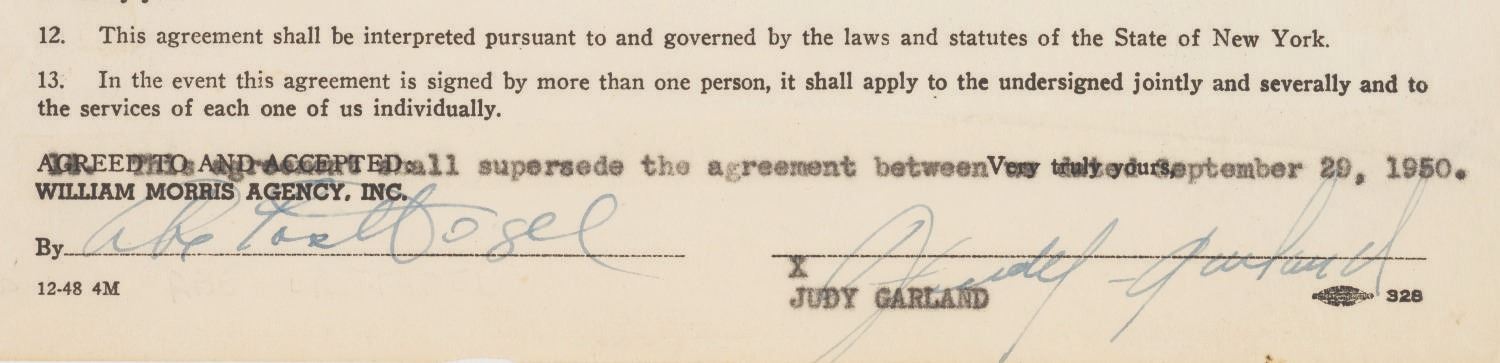 12. This agreement shall be interpreted pursuant to and governed by the laws and statutes of the State of New York.
13. In the event this agreement is signed by more than one person, it shall apply to the undersigned jointly and severally and to
the services of each one of us individually.
14. This agreement shall supersede the agreement between us dated September 29, 1950.
AGREED TO AND ACCEPTED: Very truly yours,
WILLIAM MORRIS AGENCY, INC.
By Abe Lastfogel Judy Garland
X
12-48 4M JUDY GARLAND 328